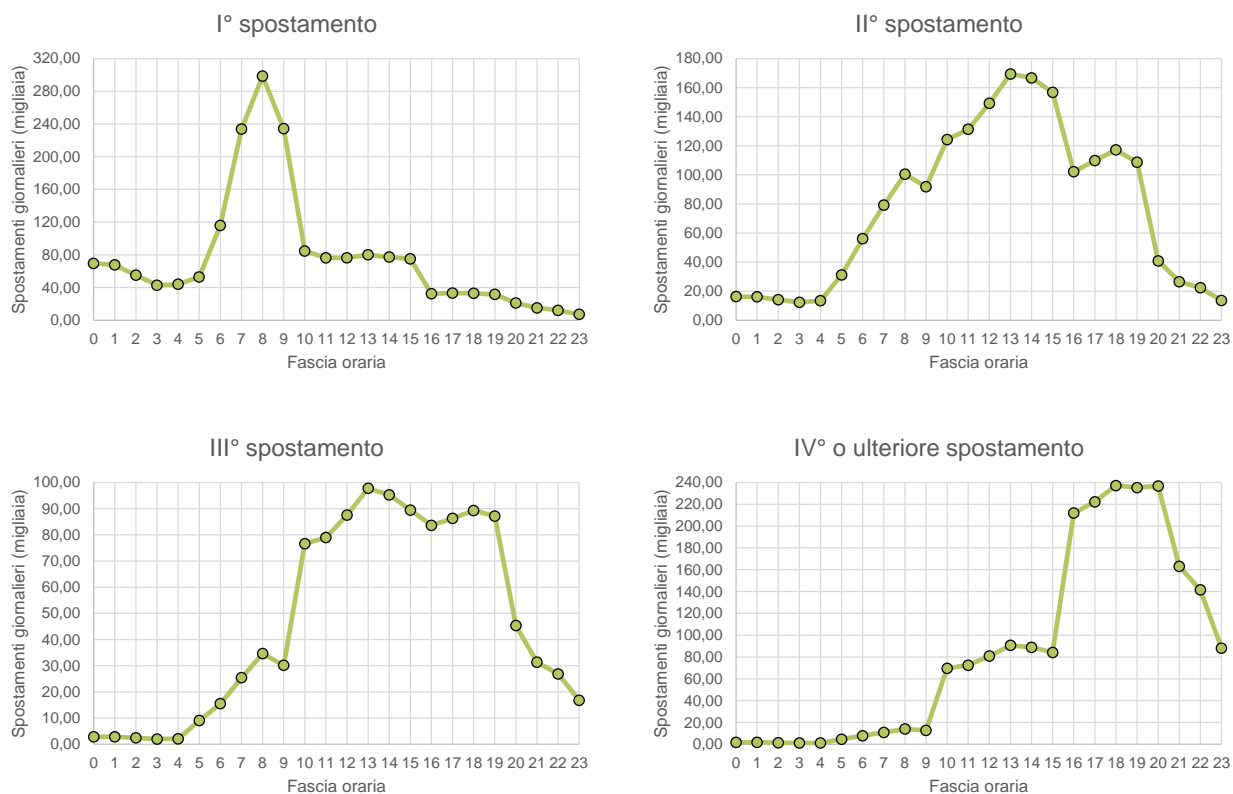 I° spostamento
Spostamenti giornalieri (migliaia)
320,00
280,00
240,00
200,00
160,00
120,00
80,00
40,00
0,00
0 1 2 3 4 5 6 7 8 9 10 11 12 13 14 15 16 17 18 19 20 21 22 23
Fascia oraria
II° spostamento
Spostamenti giornalieri (migliaia)
180,00
160,00
140,00
120,00
100,00
80,00
60,00
40,00
20,00
0,00
0 1 2 3 4 5 6 7 8 9 10 11 12 13 14 15 16 17 18 19 20 21 22 23
Fascia oraria
III° spostamento
Spostamenti giornalieri (migliaia)
100,00
90,00
80,00
70,00
60,00
50,00
40,00
30,00
20,00
10,00
0,00
0 1 2 3 4 5 6 7 8 9 10 11 12 13 14 15 16 17 18 19 20 21 22 23
Fascia oraria
IV° o ulteriore spostamento
Spostamenti giornalieri (migliaia)
240,00
220,00
200,00
180,00
160,00
140,00
120,00
100,00
80,00
60,00
40,00
20,00
0,00
0 1 2 3 4 5 6 7 8 9 10 11 12 13 14 15 16 17 18 19 20 21 22 23
Fascia oraria